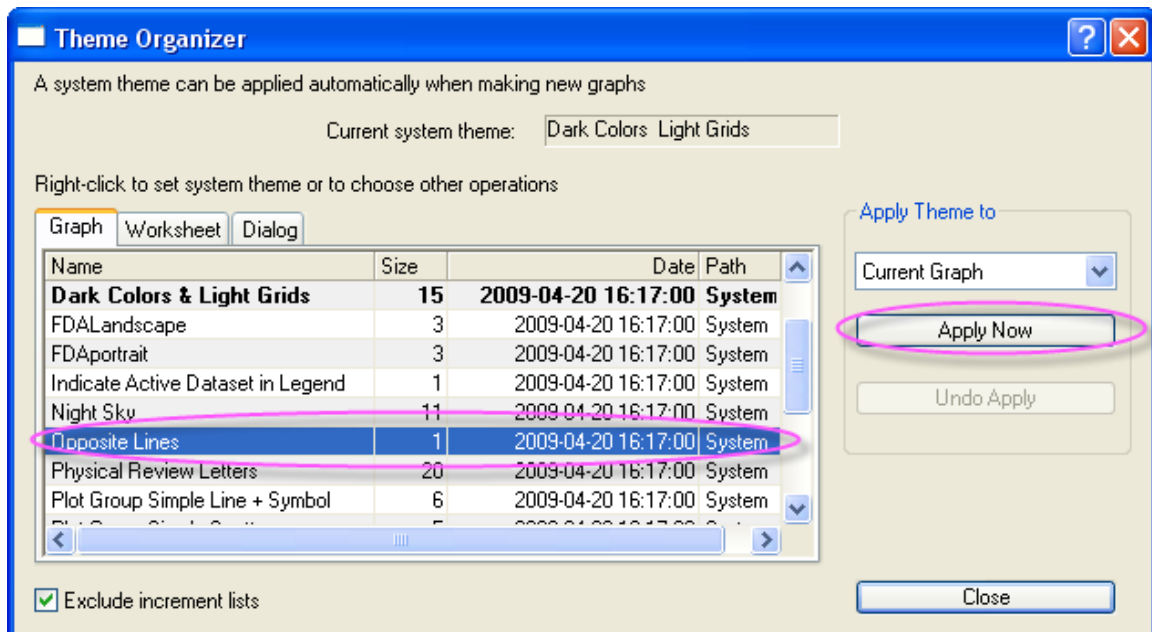 Theme Organizer
A system theme can be applied automatically when making new graphs
Current system theme: Dark Colors Light Grids
Right-click to set system theme or to choose other operations
Graph Worksheet Dialog
Name Size Date Path
Dark Colors & Light Grids 15 2009-04-20 16:17:00 System
FDALandscape 3 2009-04-20 16:17:00 System
FDAportrait 3 2009-04-20 16:17:00 System
Indicate Active Dataset in Legend 1 2009-04-20 16:17:00 System
Night Sky 11 2009-04-20 16:17:00 System
Opposite Lines 1 2009-04-20 16:17:00 System
Physical Review Letters 20 2009-04-20 16:17:00 System
Plot Group Simple Line + Symbol 6 2009-04-20 16:17:00 System
Exclude increment lists
Apply Theme to
Current Graph
Apply Now
Undo Apply
Close